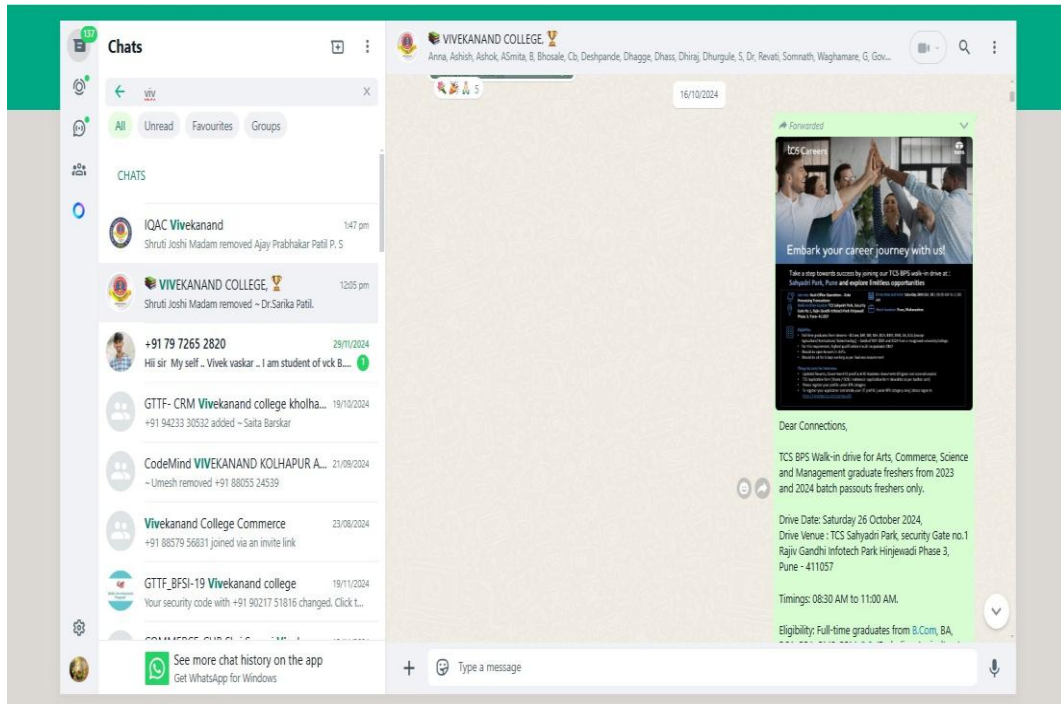 137
Chats
viv
All Unread Favourites Groups
CHATS
IQAC Vivekanand 1:47 pm
Shruti Joshi Madam removed Ajay Prabhakar Patil P. S
VIVEKANAND COLLEGE, 12:05 pm
Shruti Joshi Madam removed ~ Dr.Sarika Patil.
+91 79 7265 2820 29/11/2024
Hii sir My self .. Vivek vaskar .. I am student of vck B.... 1
GTTF- CRM Vivekanand college kholha... 19/10/2024
+91 94233 30532 added ~ Saita Barskar
CodeMind VIVEKANAND KOLHAPUR A... 21/09/2024
~ Umesh removed +91 88055 24539
Vivekanand College Commerce 23/08/2024
+91 88579 56831 joined via an invite link
GTTF_BFSI-19 Vivekanand college 19/11/2024
Your security code with +91 90217 51816 changed. Click t...
See more chat history on the app
Get WhatsApp for Windows
VIVEKANAND COLLEGE,
Anna, Ashish, Ashok, ASmita, B, Bhosale, Cb, Deshpande, Dhagge, Dhass, Dhiraj, Dhurgule, S, Dr, Revati, Somnath, Waghamare, G, Gov...
5
16/10/2024
Forwarded
tcs Careers
TATA
Embark your career journey with us!
Take a step towards success by joining our TCS BPS walk-in drive at :
Sahyadri Park, Pune and explore limitless opportunities
Dear Connections,
TCS BPS Walk-in drive for Arts, Commerce, Science
and Management graduate freshers from 2023
and 2024 batch passouts freshers only.
Drive Date: Saturday 26 October 2024,
Drive Venue : TCS Sahyadri Park, security Gate no.1
Rajiv Gandhi Infotech Park Hinjewadi Phase 3,
Pune - 411057
Timings: 08:30 AM to 11:00 AM.
Eligibility: Full-time graduates from B.Com, BA,
Type a message